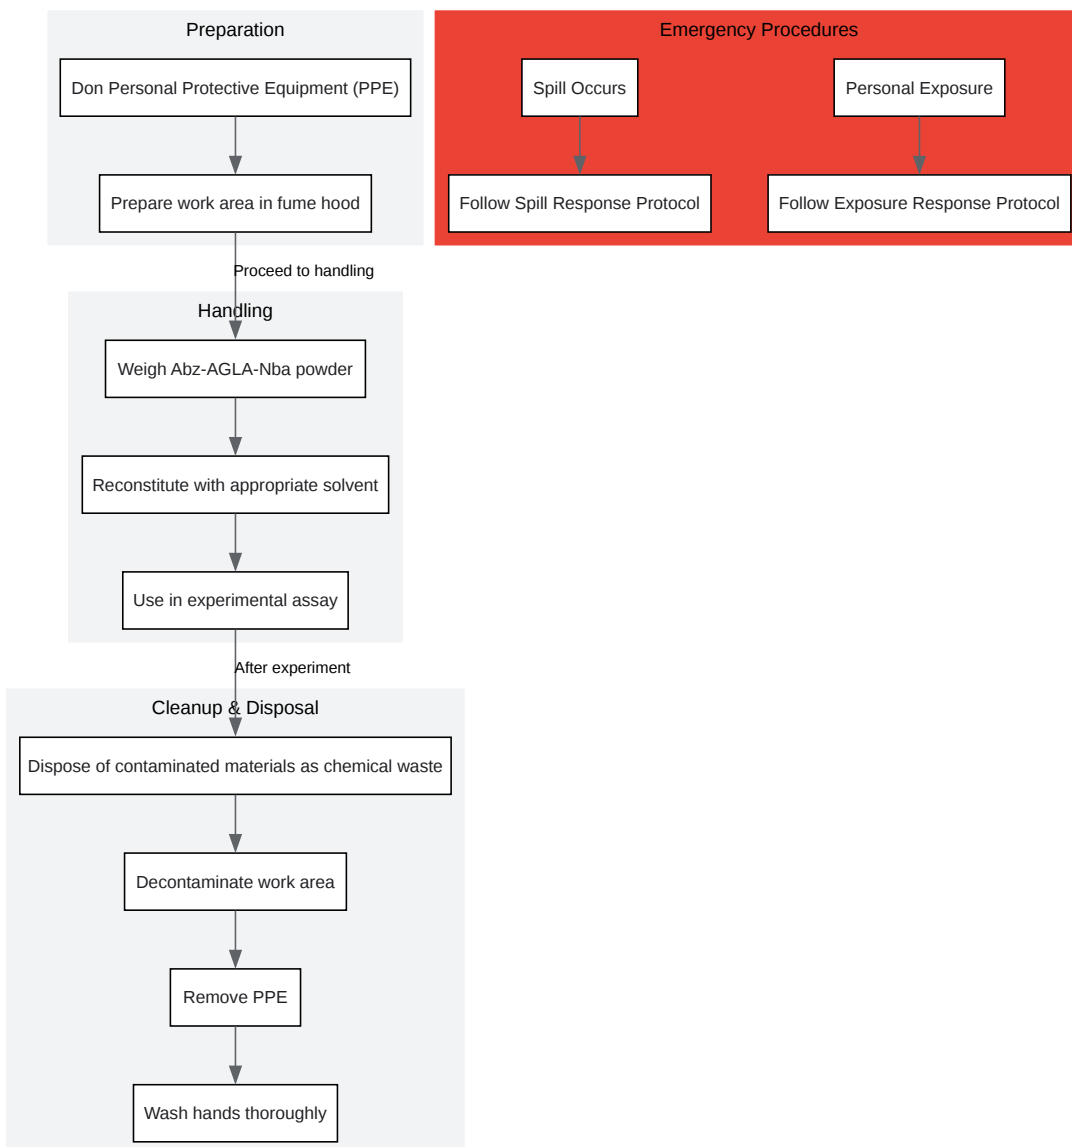 Preparation
Don Personal Protective Equipment (PPE)
Prepare work area in fume hood
Proceed to handling
Handling
Weigh Abz-AGLA-Nba powder
Reconstitute with appropriate solvent
Use in experimental assay
After experiment
Cleanup & Disposal
Dispose of contaminated materials as chemical waste
Decontaminate work area
Remove PPE
Wash hands thoroughly
Emergency Procedures
Spill Occurs
Follow Spill Response Protocol
Personal Exposure
Follow Exposure Response Protocol